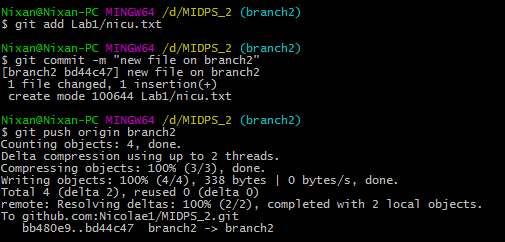 Nixan@Nixan-PC MINGW64 /d/MIDPS_2 (branch2)
$ git add Lab1/nicu.txt
Nixan@Nixan-PC MINGW64 /d/MIDPS_2 (branch2)
$ git commit -m "new file on branch2"
[branch2 bd44c47] new file on branch2
 1 file changed, 1 insertion(+)
 create mode 100644 Lab1/nicu.txt
Nixan@Nixan-PC MINGW64 /d/MIDPS_2 (branch2)
$ git push origin branch2
Counting objects: 4, done.
Delta compression using up to 2 threads.
Compressing objects: 100% (3/3), done.
Writing objects: 100% (4/4), 338 bytes | 0 bytes/s, done.
Total 4 (delta 2), reused 0 (delta 0)
remote: Resolving deltas: 100% (2/2), completed with 2 local objects.
To github.com:Nicolae1/MIDPS_2.git
   bb480e9..bd44c47  branch2 -> branch2